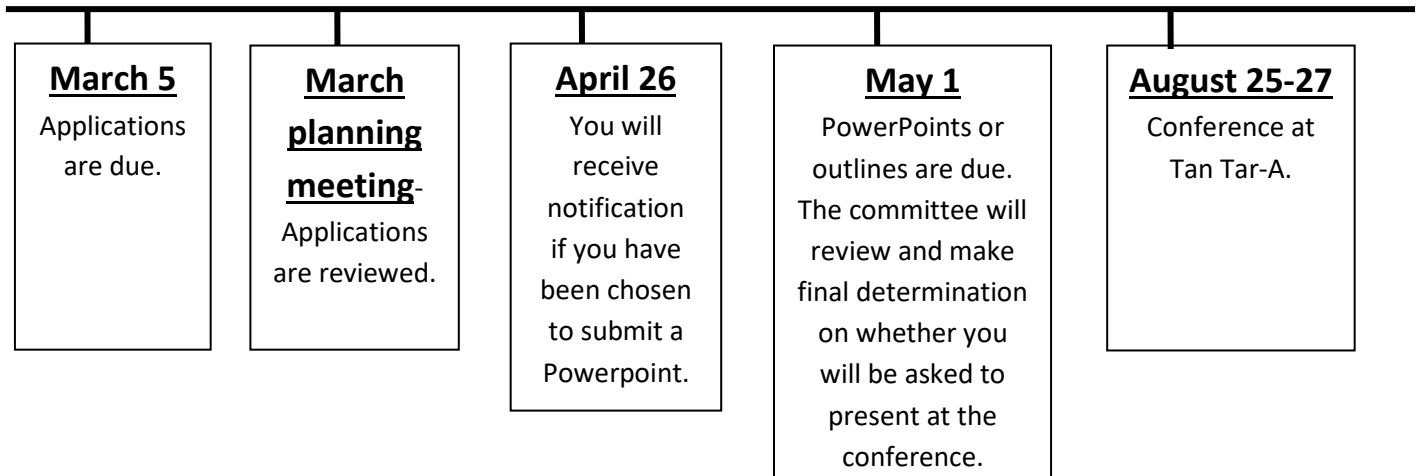 March 5
Applications
are due.
March
planning
meeting-
Applications
are reviewed.
April 26
You will
receive
notification
if you have
been chosen
to submit a
Powerpoint.
May 1
PowerPoints or
outlines are due.
The committee will
review and make
final determination
on whether you
will be asked to
present at the
conference.
August 25-27
Conference at
Tan Tar-A.